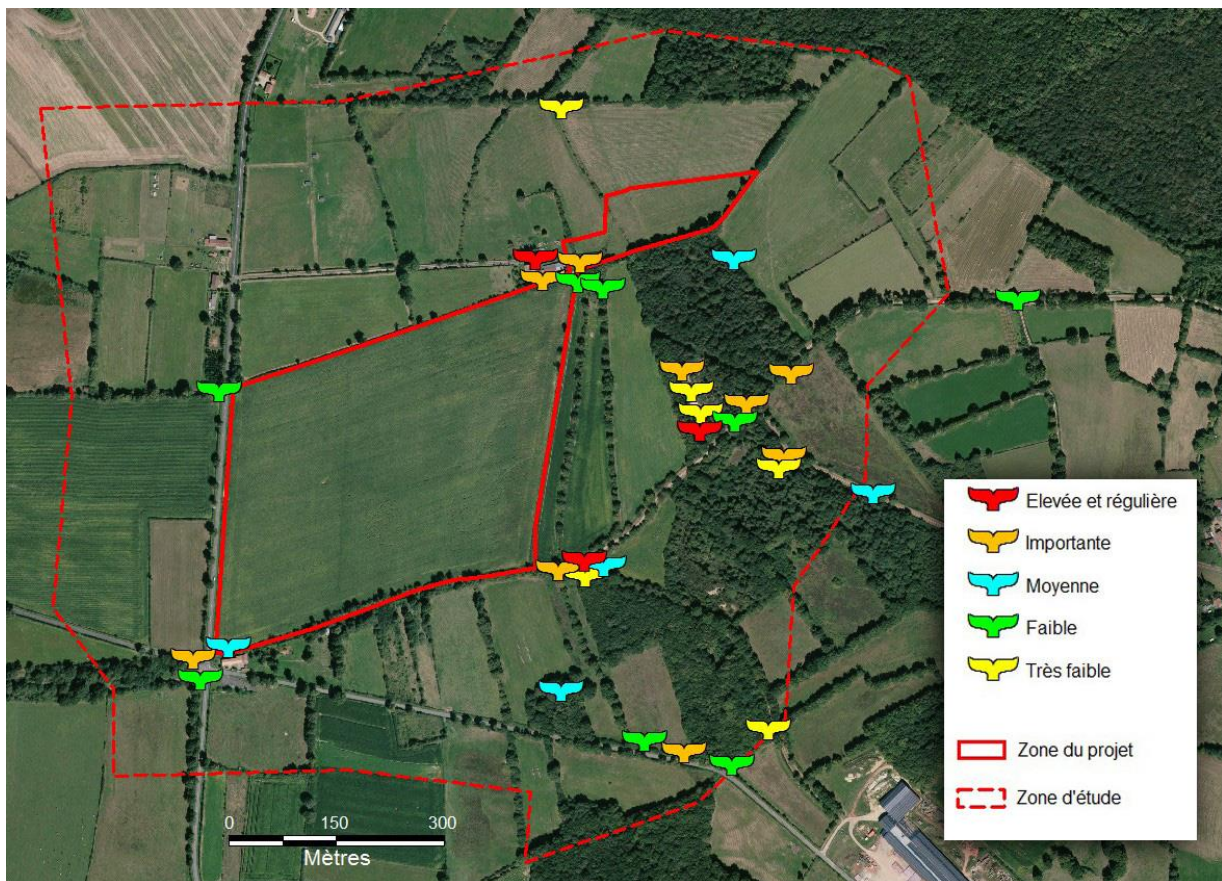 Elevée et régulière
Importante
Moyenne
Faible
Très faible
Zone du projet
Zone d'étude
0 150 300
Mètres